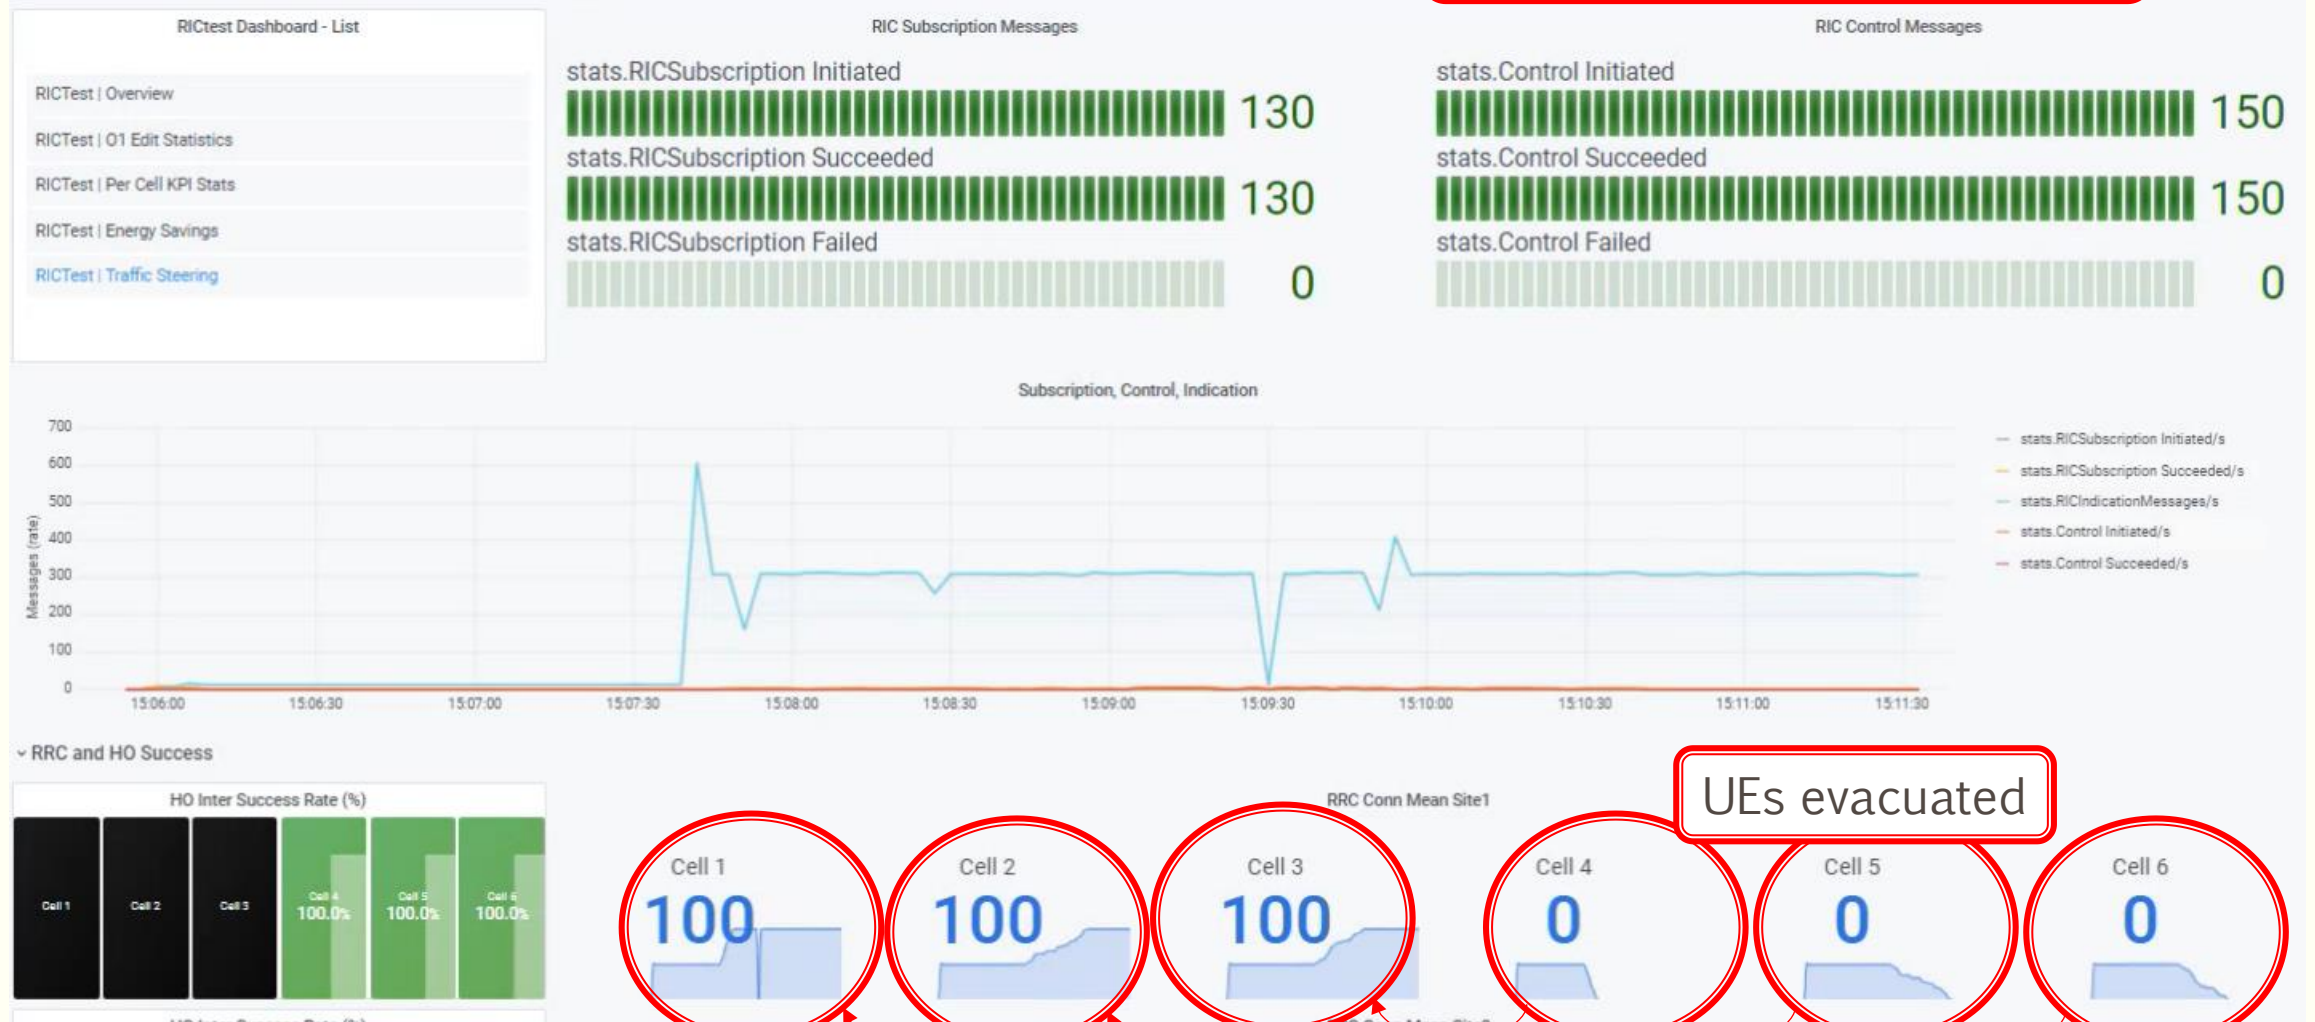 RICtest Dashboard - List
RICTest | Overview
RICTest | O1 Edit Statistics
RICTest | Per Cell KPI Stats
RICTest | Energy Savings
RICTest | Traffic Steering
RIC Subscription Messages
stats.RICSubscription Initiated
130
stats.RICSubscription Succeeded
130
stats.RICSubscription Failed
0
RIC Control Messages
stats.Control Initiated
150
stats.Control Succeeded
150
stats.Control Failed
0
Subscription, Control, Indication
Messages (rate)
700
600
500
400
300
200
100
0
15:06:00 15:06:30 15:07:00 15:07:30 15:08:00 15:08:30 15:09:00 15:09:30 15:10:00 15:10:30 15:11:00 15:11:30
stats.RICSubscription Initiated/s
stats.RICSubscription Succeeded/s
stats.RICIndicationMessages/s
stats.Control Initiated/s
stats.Control Succeeded/s
RRC and HO Success
HO Inter Success Rate (%)
Cell 1
Cell 2
Cell 3
Cell 4
100.0%
Cell 5
100.0%
Cell 6
100.0%
RRC Conn Mean Site1
UEs evacuated
Cell 1
100
Cell 2
100
Cell 3
100
Cell 4
0
Cell 5
0
Cell 6
0